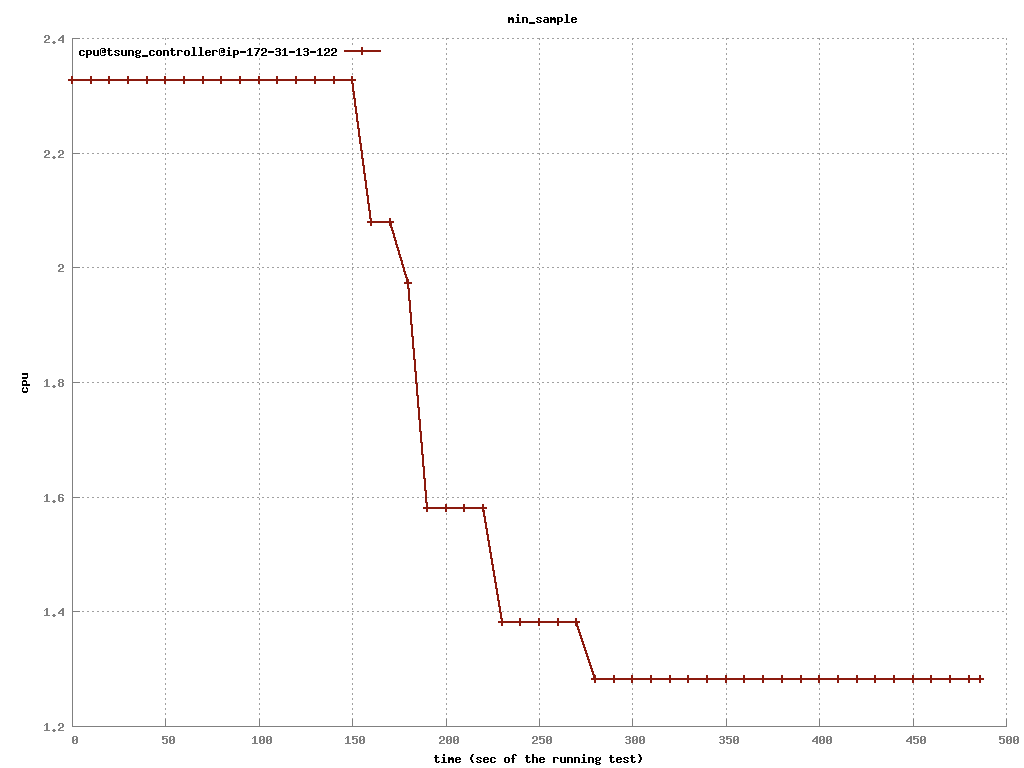 min_sample
cpu@tsung_controller@ip-172-31-13-122
2.4
2.2
2
1.8
1.6
1.4
1.2
cpu
0 50 100 150 200 250 300 350 400 450 500
time (sec of the running test)